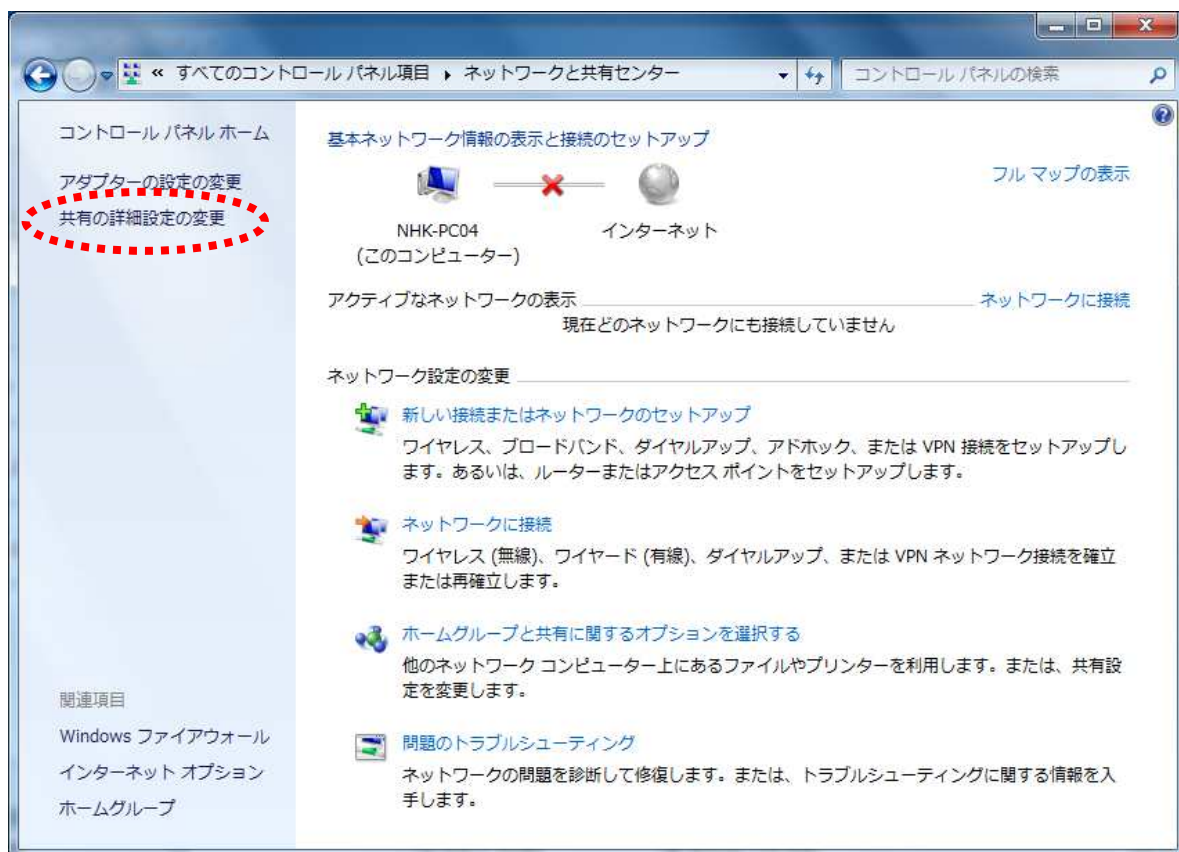 « すべてのコントロール パネル項目 ▸ ネットワークと共有センター
コントロール パネルの検索
コントロール パネル ホーム
アダプターの設定の変更
共有の詳細設定の変更
基本ネットワーク情報の表示と接続のセットアップ
フル マップの表示
NHK-PC04
(このコンピューター)
インターネット
アクティブなネットワークの表示
ネットワークに接続
現在どのネットワークにも接続していません
ネットワーク設定の変更
新しい接続またはネットワークのセットアップ
ワイヤレス、ブロードバンド、ダイヤルアップ、アドホック、または VPN 接続をセットアップし
ます。あるいは、ルーターまたはアクセス ポイントをセットアップします。
ネットワークに接続
ワイヤレス (無線)、ワイヤード (有線)、ダイヤルアップ、または VPN ネットワーク接続を確立
または再確立します。
ホームグループと共有に関するオプションを選択する
他のネットワーク コンピューター上にあるファイルやプリンターを利用します。または、共有設
定を変更します。
問題のトラブルシューティング
ネットワークの問題を診断して修復します。または、トラブルシューティングに関する情報を入
手します。
関連項目
Windows ファイアウォール
インターネット オプション
ホームグループ